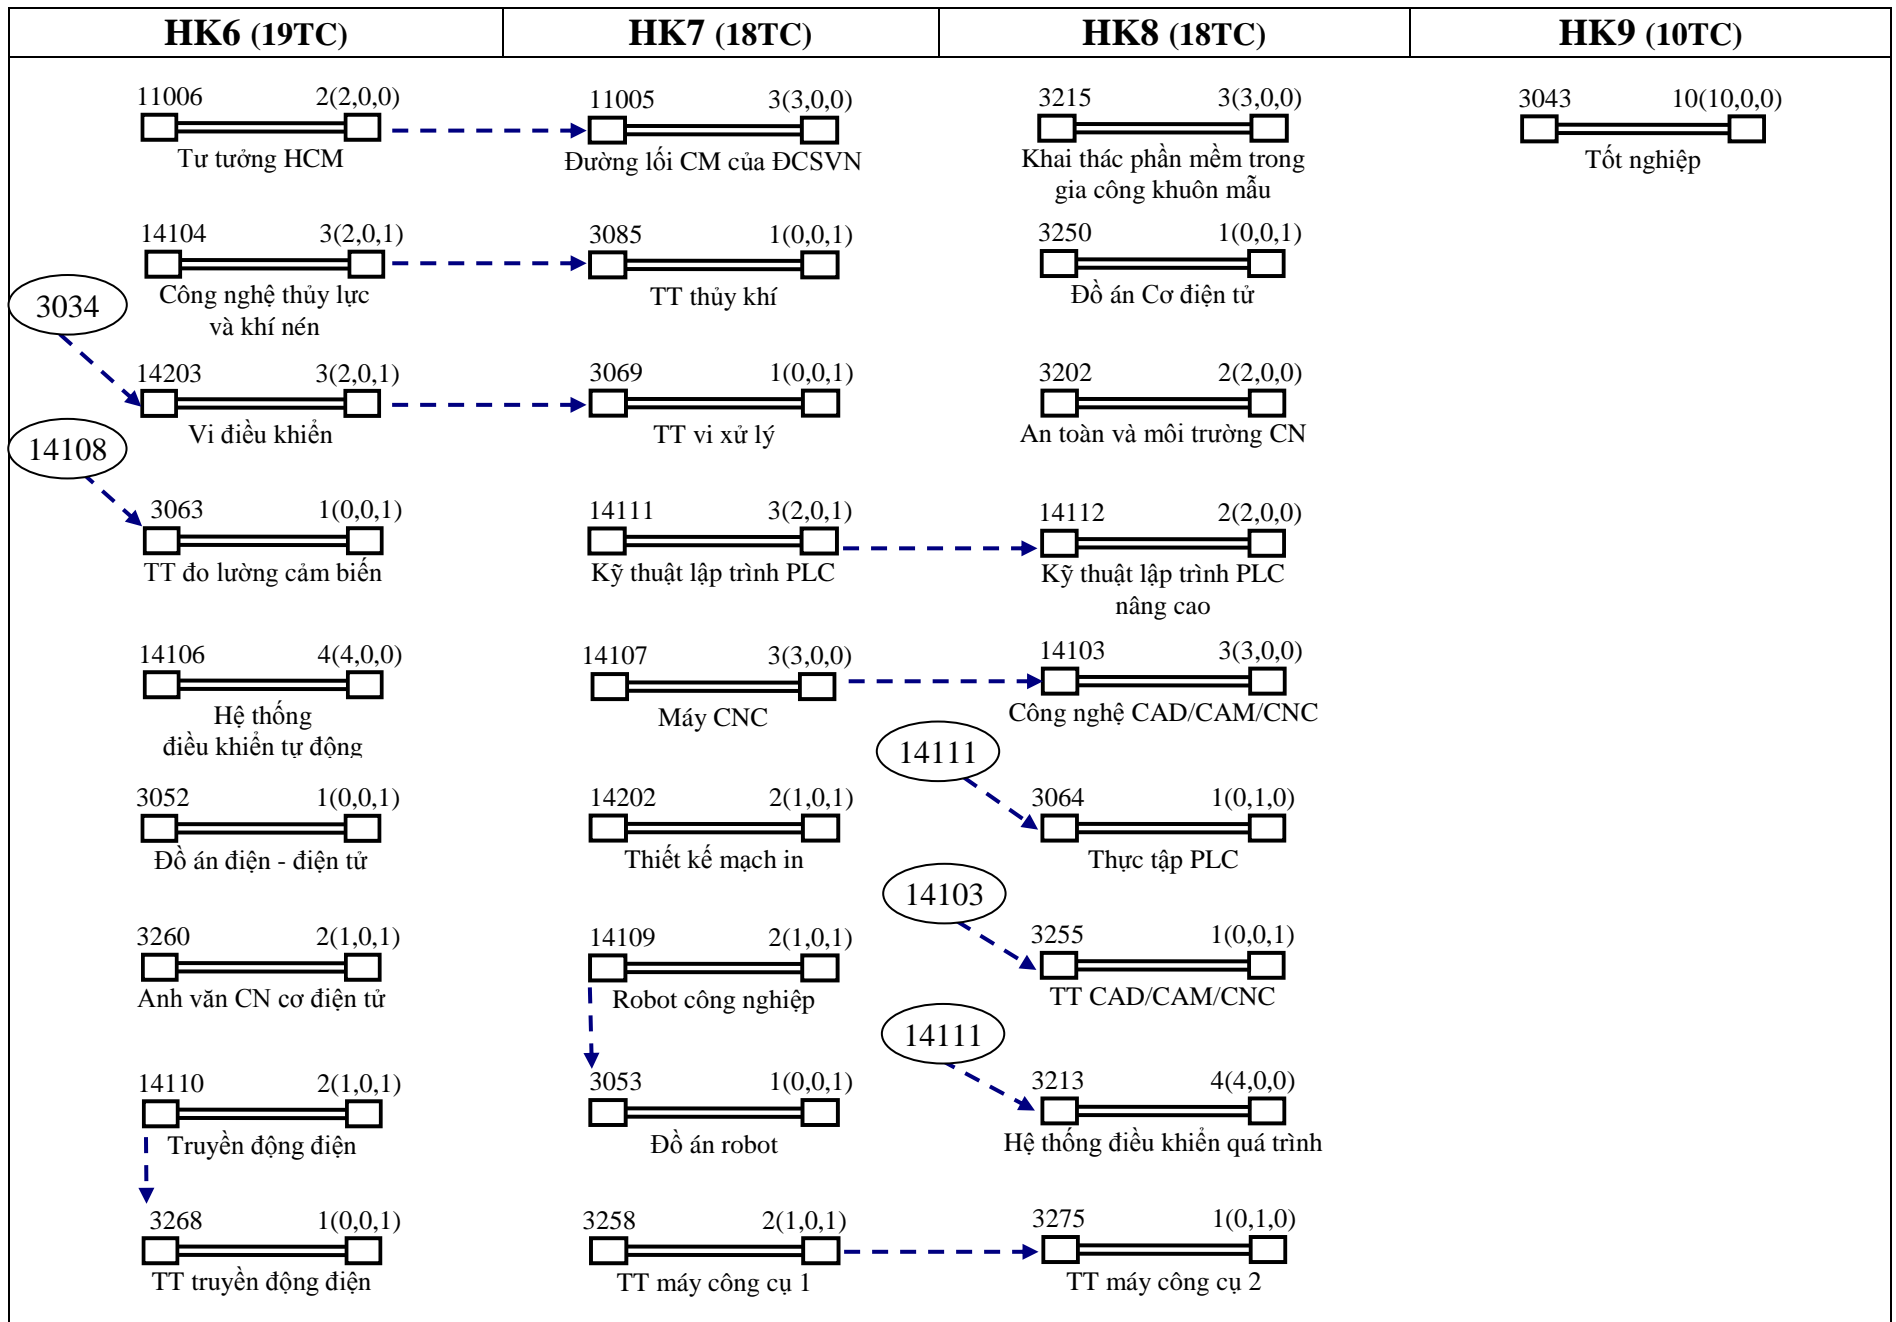 HK6 (19TC)
HK7 (18TC)
HK8 (18TC)
HK9 (10TC)
11006 2(2,0,0)
Tư tưởng HCM
14104 3(2,0,1)
Công nghệ thủy lực
và khí nén
3034
14203 3(2,0,1)
Vi điều khiển
14108
3063 1(0,0,1)
TT đo lường cảm biến
14106 4(4,0,0)
Hệ thống
điều khiển tự động
3052 1(0,0,1)
Đồ án điện - điện tử
3260 2(1,0,1)
Anh văn CN cơ điện tử
14110 2(1,0,1)
Truyền động điện
3268 1(0,0,1)
TT truyền động điện
11005 3(3,0,0)
Đường lối CM của ĐCSVN
3085 1(0,0,1)
TT thủy khí
3069 1(0,0,1)
TT vi xử lý
14111 3(2,0,1)
Kỹ thuật lập trình PLC
14107 3(3,0,0)
Máy CNC
14202 2(1,0,1)
Thiết kế mạch in
14109 2(1,0,1)
Robot công nghiệp
3053 1(0,0,1)
Đồ án robot
3258 2(1,0,1)
TT máy công cụ 1
3215 3(3,0,0)
Khai thác phần mềm trong
gia công khuôn mẫu
3250 1(0,0,1)
Đồ án Cơ điện tử
3202 2(2,0,0)
An toàn và môi trường CN
14112 2(2,0,0)
Kỹ thuật lập trình PLC
nâng cao
14103 3(3,0,0)
Công nghệ CAD/CAM/CNC
14111
3064 1(0,1,0)
Thực tập PLC
14103
3255 1(0,0,1)
TT CAD/CAM/CNC
14111
3213 4(4,0,0)
Hệ thống điều khiển quá trình
3275 1(0,1,0)
TT máy công cụ 2
3043 10(10,0,0)
Tốt nghiệp